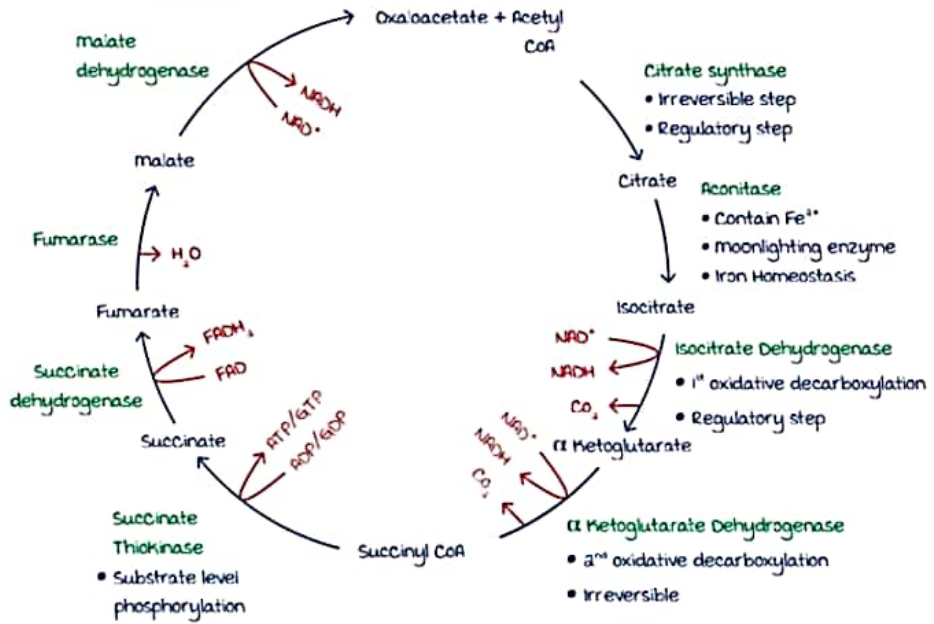 Oxaloacetate + Acetyl
CoA
Citrate synthase
• Irreversible step
• Regulatory step
Citrate
Aconitase
• Contain Fe²⁺
• moonlighting enzyme
• Iron Homeostasis
Isocitrate
NAD⁺
NADH
CO₂
Isocitrate Dehydrogenase
• 1ˢᵗ oxidative decarboxylation
• Regulatory step
α Ketoglutarate
NAD⁺
NADH
CO₂
α Ketoglutarate Dehydrogenase
• 2ⁿᵈ oxidative decarboxylation
• Irreversible
Succinyl CoA
Succinate
Thiokinase
• Substrate level
phosphorylation
ATP/GTP
ADP/GDP
Succinate
Succinate
dehydrogenase
FADH₂
FAD
Fumarate
Fumarase
H₂O
malate
malate
dehydrogenase
NADH
NAD⁺